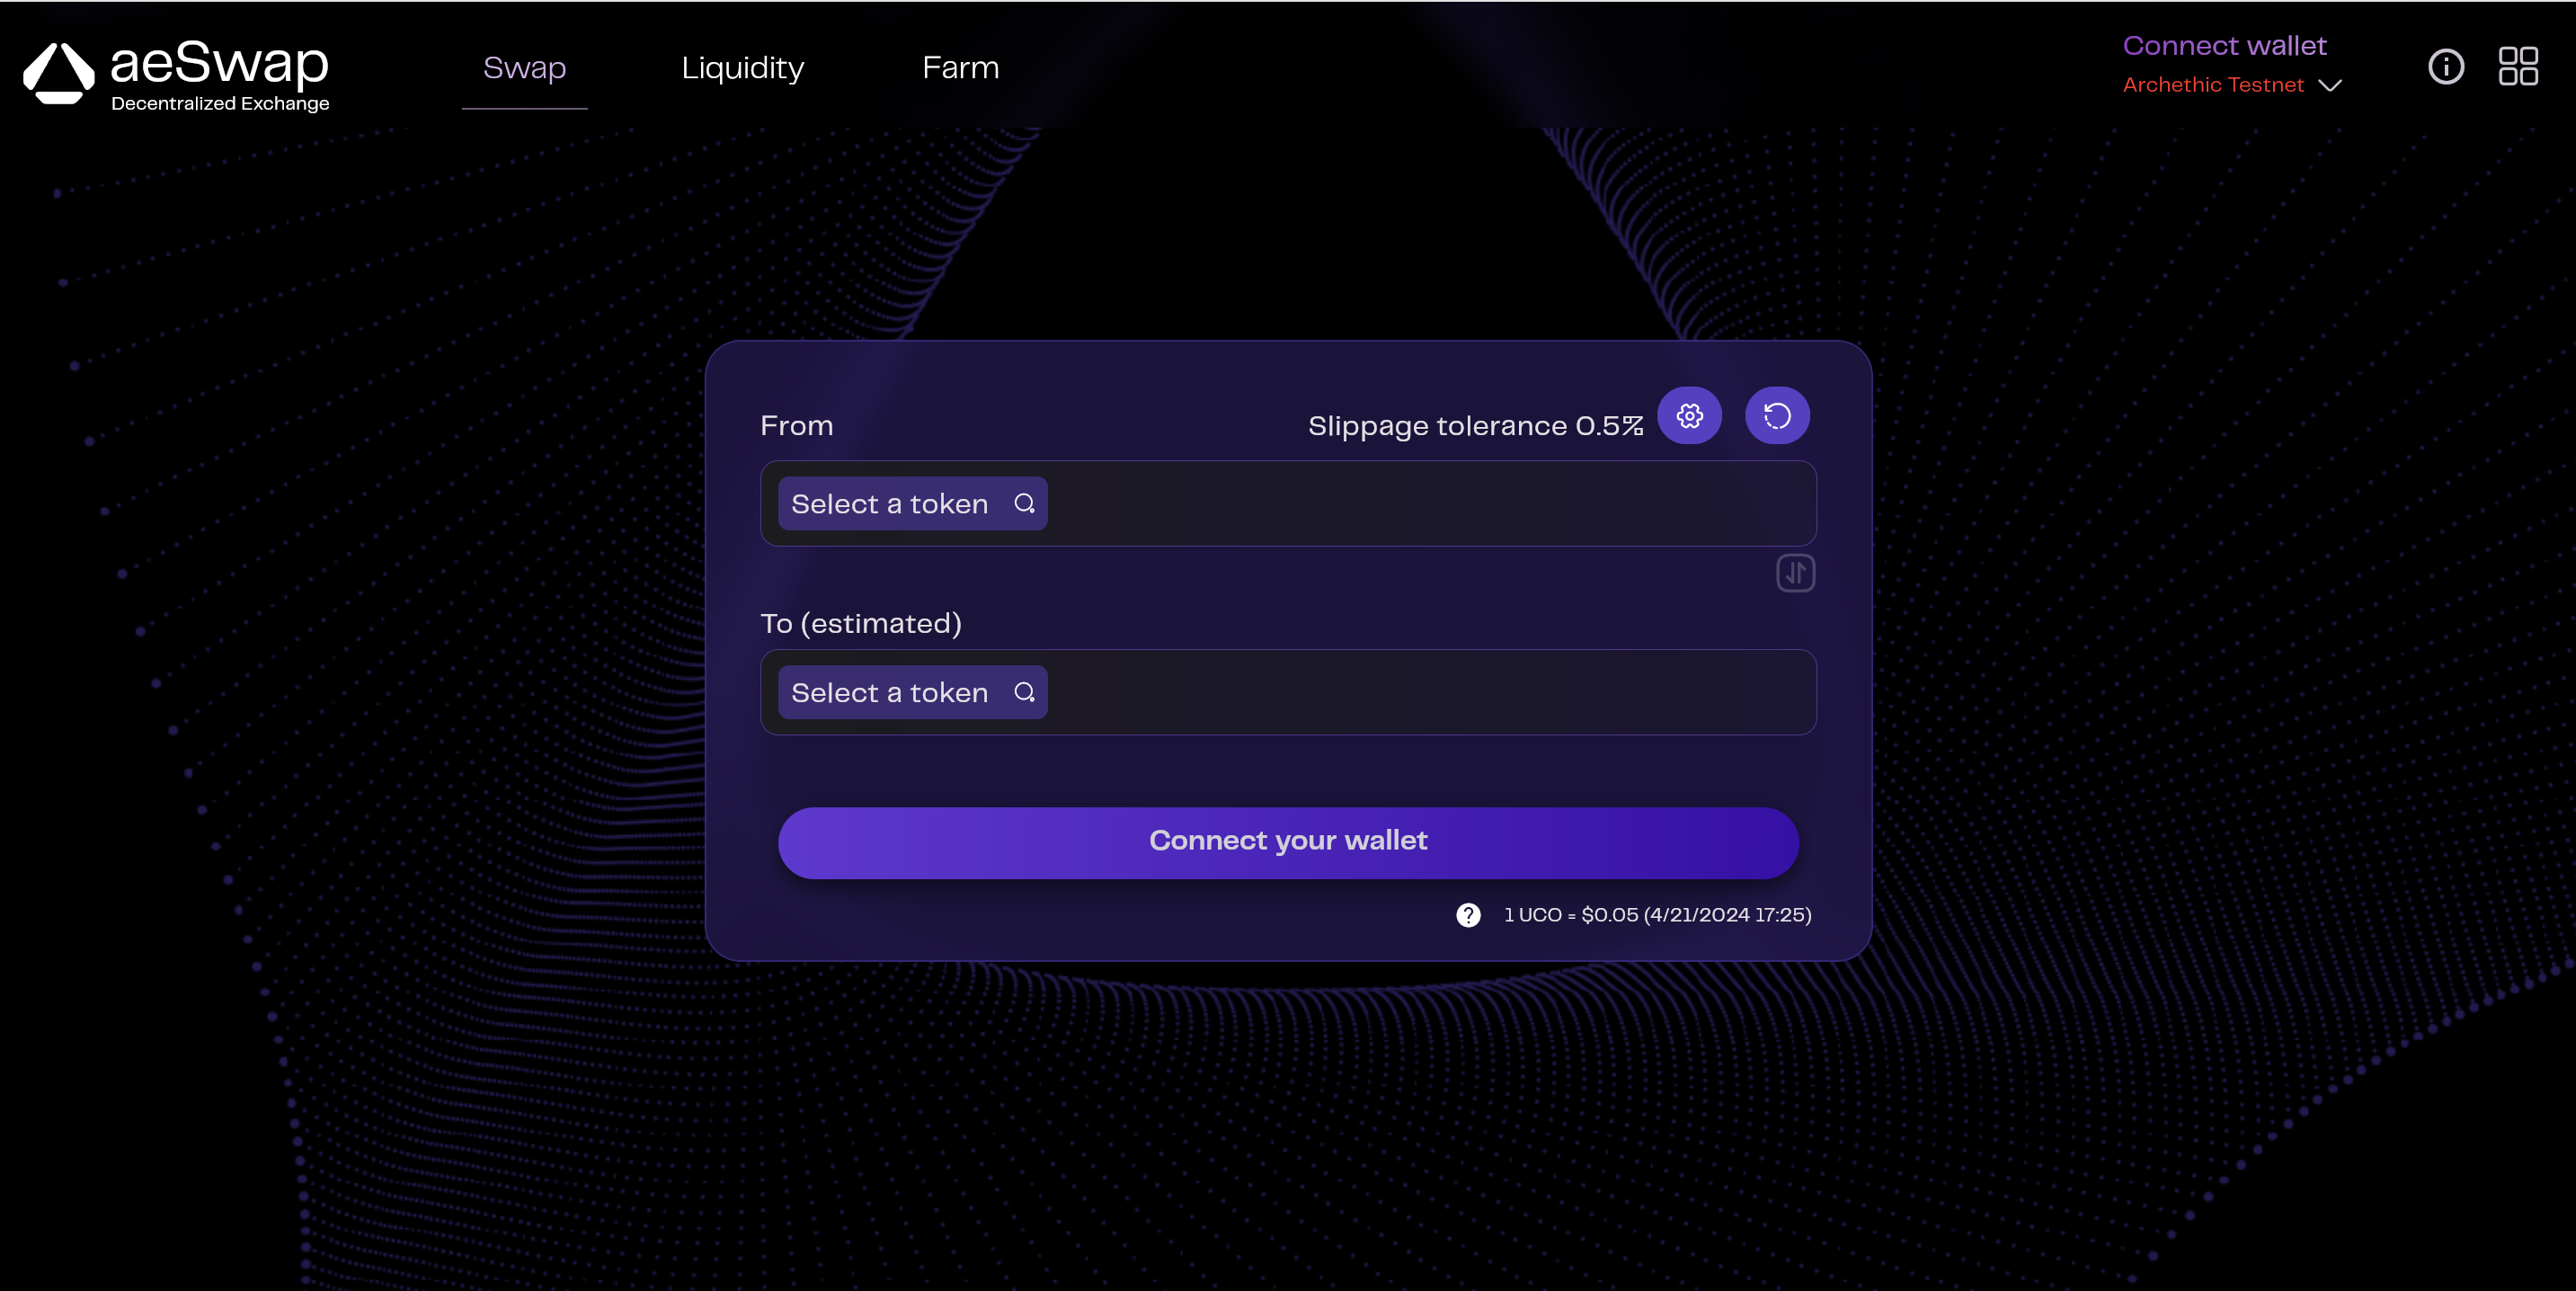 aeSwap
Decentralized Exchange
Swap
Liquidity
Farm
Connect wallet
Archethic Testnet
From
Slippage tolerance 0.5%
Select a token
To (estimated)
Select a token
Connect your wallet
1 UCO = $0.05 (4/21/2024 17:25)